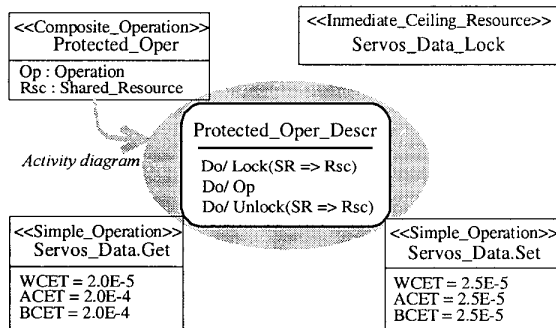 <<Composite_Operation>>
Protected_Oper
Op : Operation
Rsc : Shared_Resource
<<Inmediate_Ceiling_Resource>>
Servos_Data_Lock
Activity diagram
Protected_Oper_Descr
Do/ Lock(SR => Rsc)
Do/ Op
Do/ Unlock(SR => Rsc)
<<Simple_Operation>>
Servos_Data.Get
WCET = 2.0E-5
ACET = 2.0E-4
BCET = 2.0E-4
<<Simple_Operation>>
Servos_Data.Set
WCET = 2.5E-5
ACET = 2.5E-5
BCET = 2.5E-5